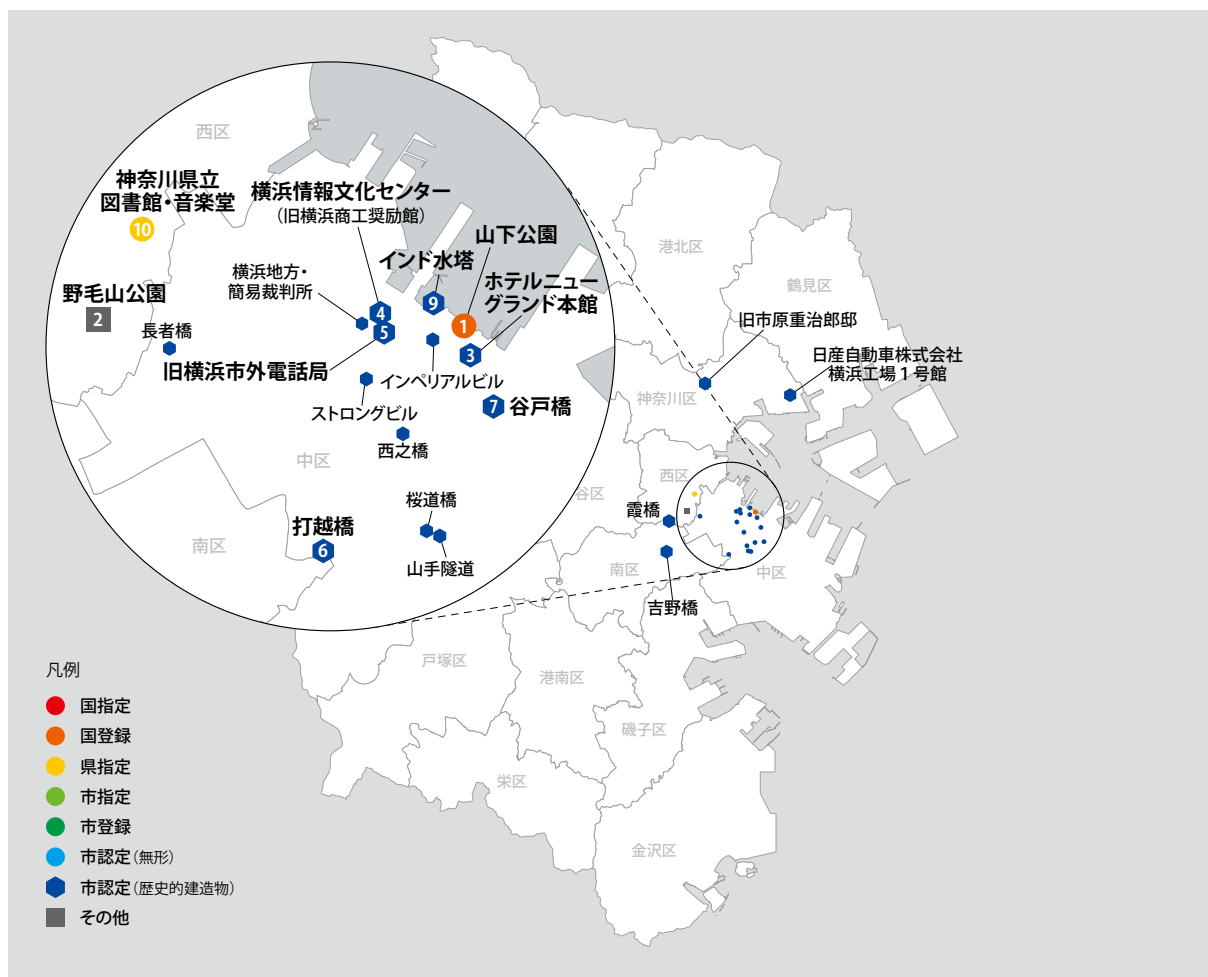 西区
神奈川県立
図書館・音楽堂
10
野毛山公園
2
長者橋
横浜情報文化センター
(旧横浜商工奨励館)
横浜地方・
簡易裁判所
4
5
旧横浜市外電話局
インド水塔
9
山下公園
1
ホテルニュー
グランド本館
3
インペリアルビル
ストロングビル
7
谷戸橋
西之橋
中区
桜道橋
山手隧道
打越橋
6
南区
港北区
鶴見区
旧市原重治郎邸
日産自動車株式会社
横浜工場1号館
神奈川区
西区
谷区
霞橋
南区
中区
吉野橋
戸塚区
港南区
磯子区
栄区
金沢区
凡例
国指定
国登録
県指定
市指定
市登録
市認定(無形)
市認定(歴史的建造物)
その他